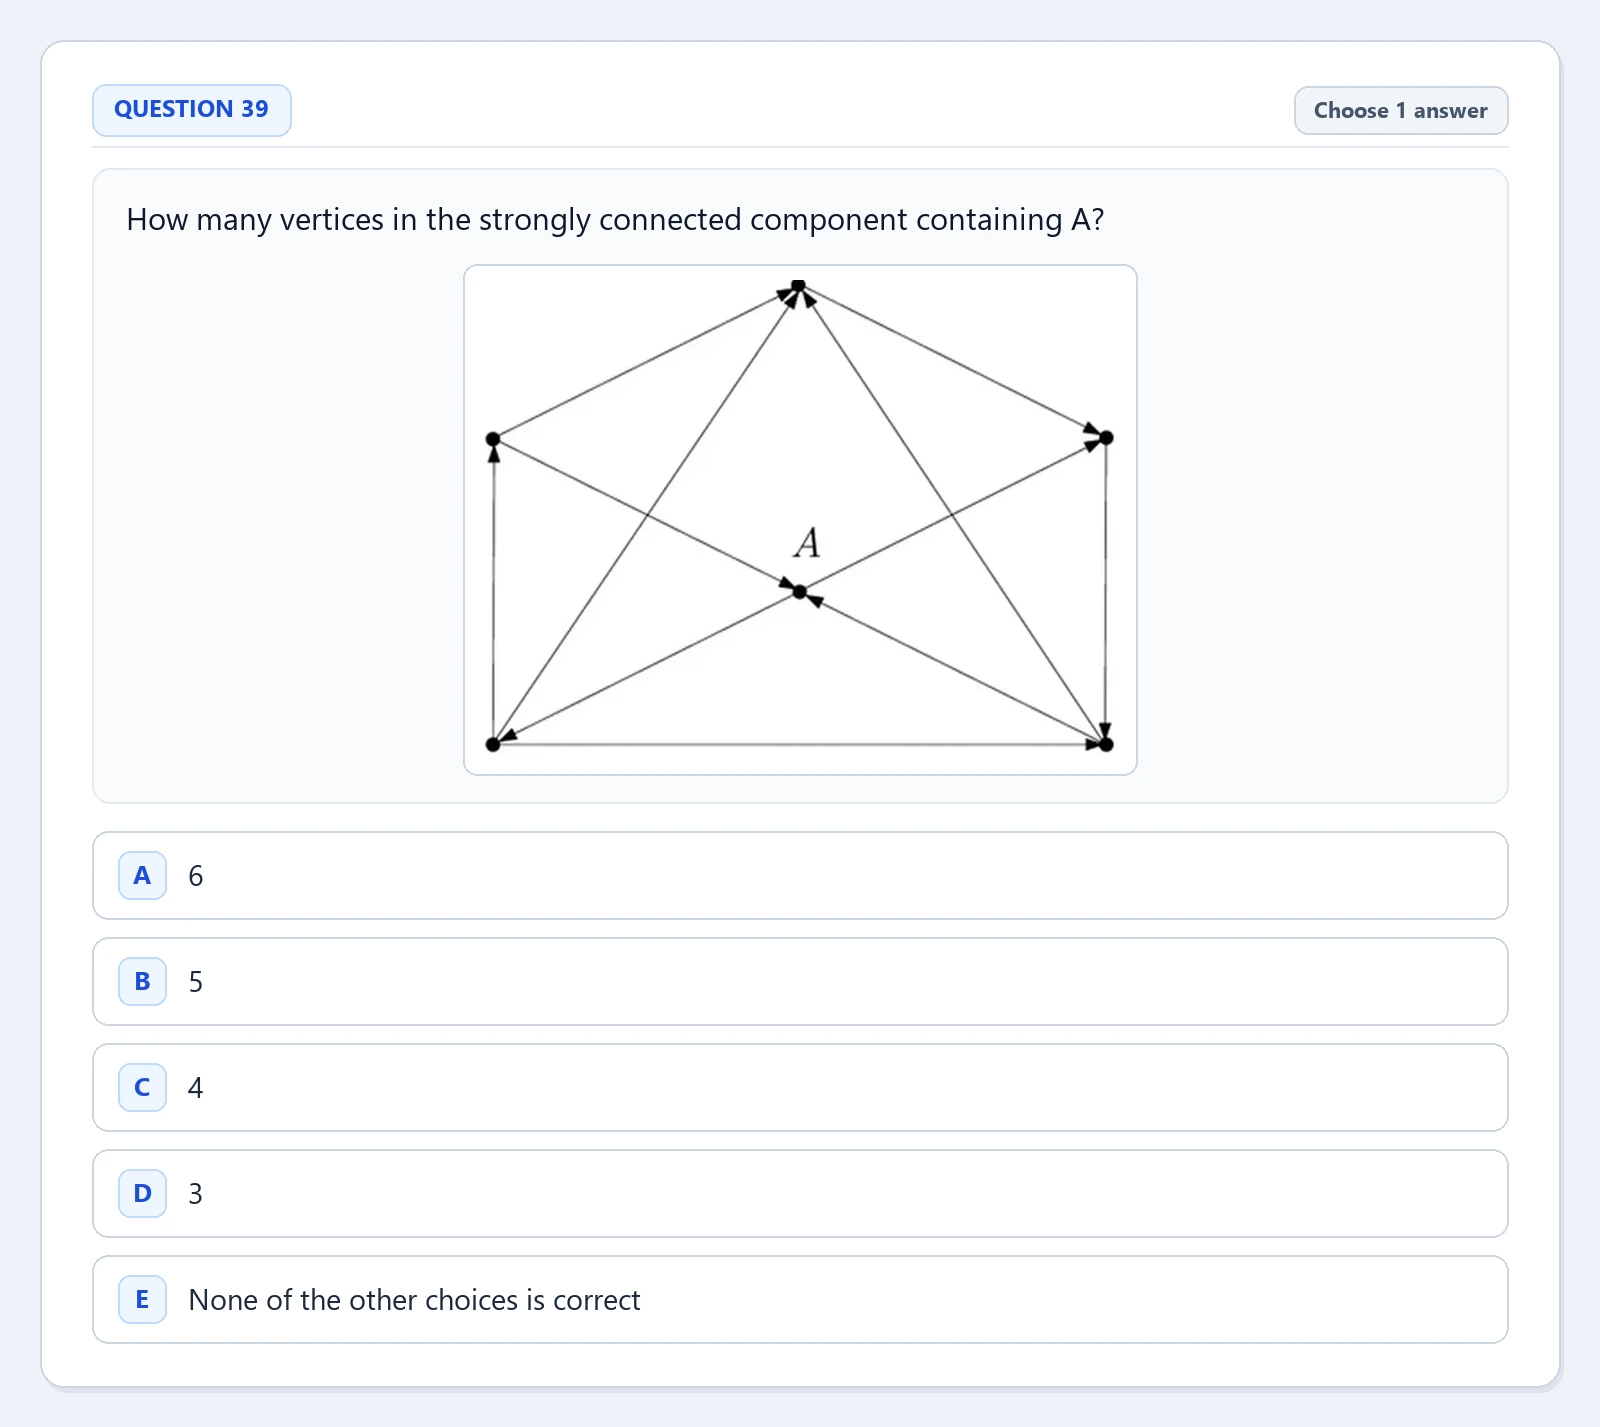 QUESTION 39
Choose 1 answer
How many vertices in the strongly connected component containing A?
A
A 6
B 5
C 4
D 3
E None of the other choices is correct